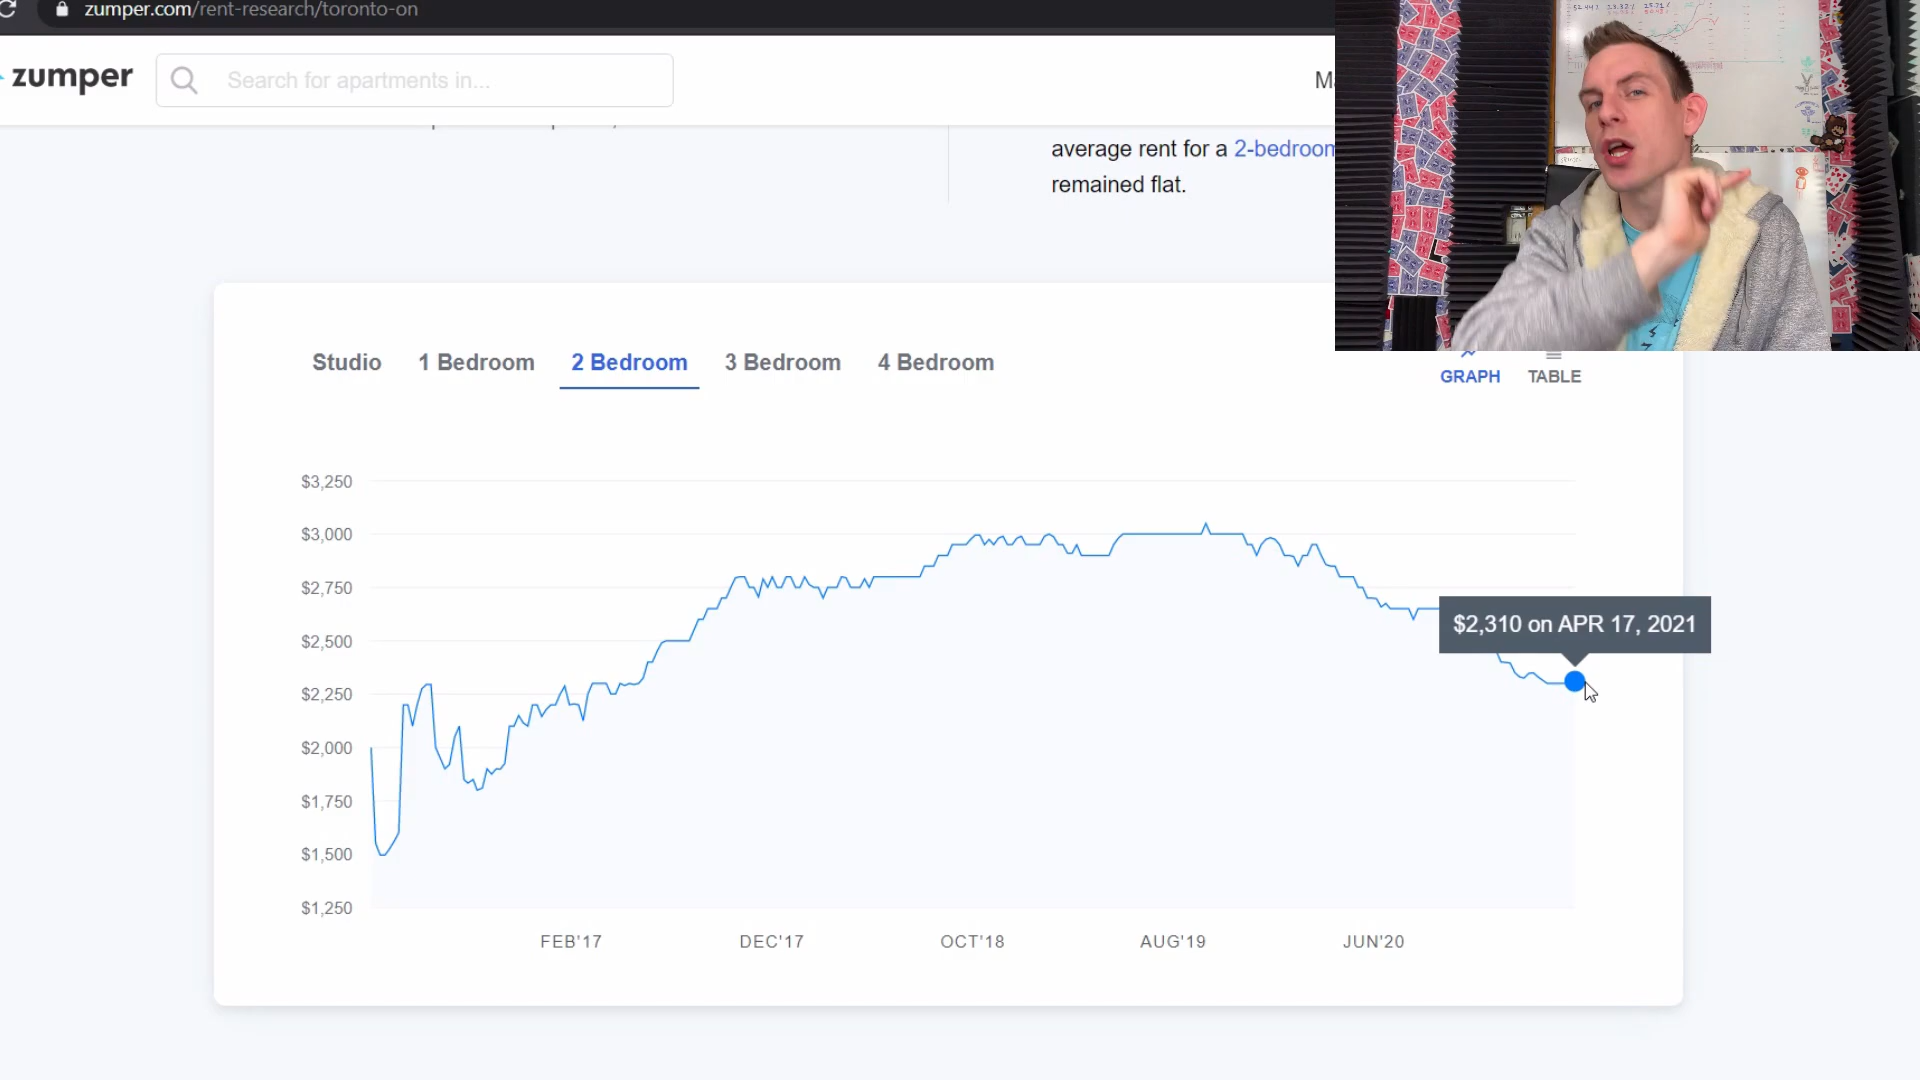 zumper.com/rent-research/toronto-on
zumper
Search for apartments in...
average rent for a 2-bedroom
remained flat.
Studio
1 Bedroom
2 Bedroom
3 Bedroom
4 Bedroom
GRAPH
TABLE
$3,250
$3,000
$2,750
$2,500
$2,250
$2,000
$1,750
$1,500
$1,250
$2,310 on APR 17, 2021
FEB'17
DEC'17
OCT'18
AUG'19
JUN'20